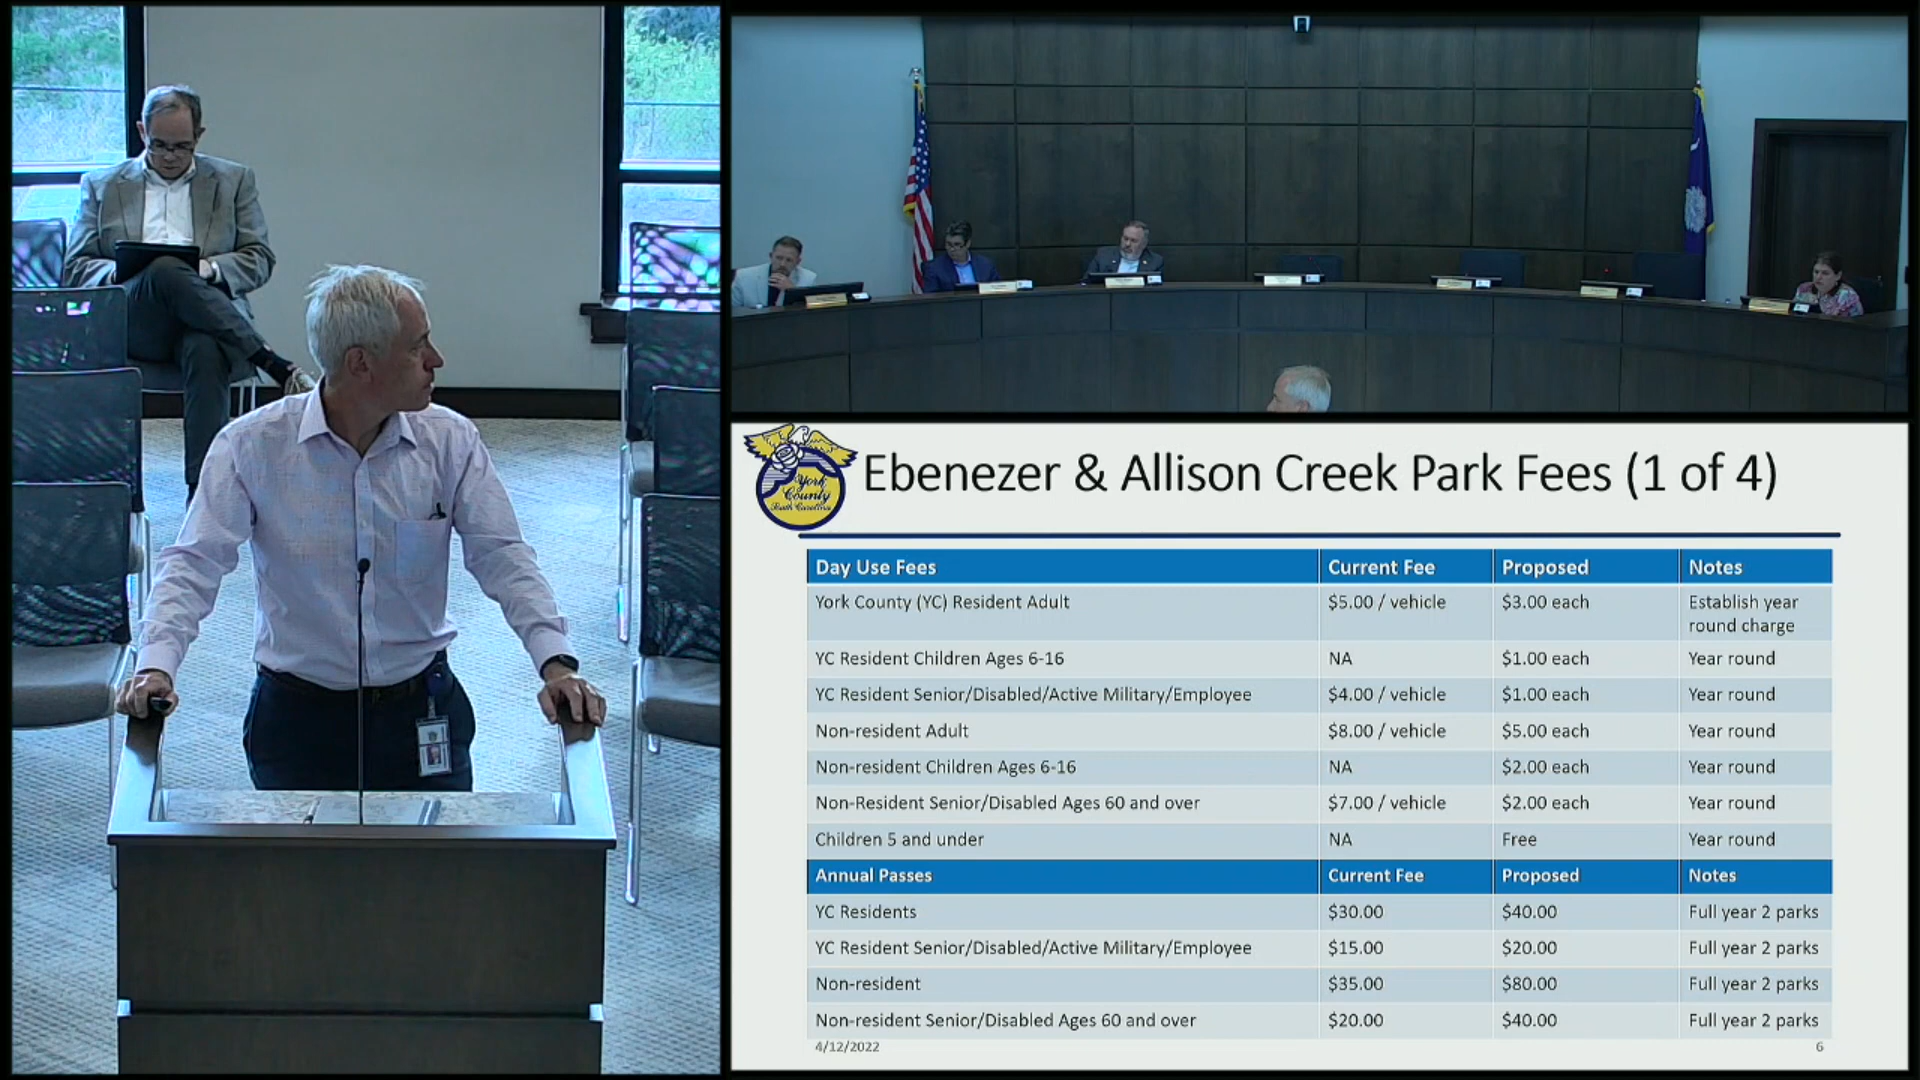 York
County
South Carolina
Ebenezer & Allison Creek Park Fees (1 of 4)
Day Use Fees Current Fee Proposed Notes
York County (YC) Resident Adult $5.00 / vehicle $3.00 each Establish year
round charge
YC Resident Children Ages 6-16 NA $1.00 each Year round
YC Resident Senior/Disabled/Active Military/Employee $4.00 / vehicle $1.00 each Year round
Non-resident Adult $8.00 / vehicle $5.00 each Year round
Non-resident Children Ages 6-16 NA $2.00 each Year round
Non-Resident Senior/Disabled Ages 60 and over $7.00 / vehicle $2.00 each Year round
Children 5 and under NA Free Year round
Annual Passes Current Fee Proposed Notes
YC Residents $30.00 $40.00 Full year 2 parks
YC Resident Senior/Disabled/Active Military/Employee $15.00 $20.00 Full year 2 parks
Non-resident $35.00 $80.00 Full year 2 parks
Non-resident Senior/Disabled Ages 60 and over $20.00 $40.00 Full year 2 parks
4/12/2022 6